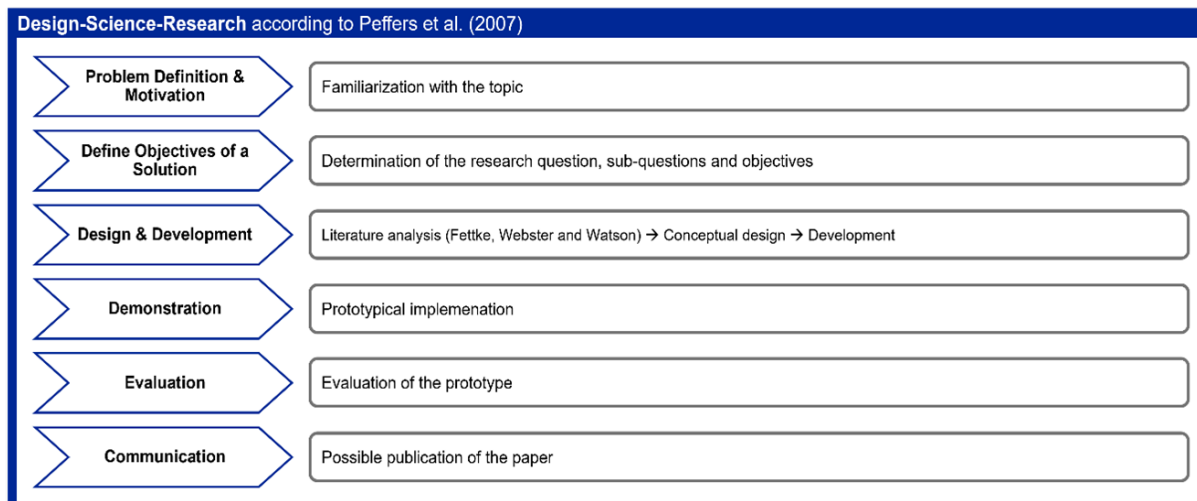 Design-Science-Research according to Peffers et al. (2007)
Problem Definition &
Motivation
Familiarization with the topic
Define Objectives of a
Solution
Determination of the research question, sub-questions and objectives
Design & Development
Literature analysis (Fettke, Webster and Watson) → Conceptual design → Development
Demonstration
Prototypical implemenation
Evaluation
Evaluation of the prototype
Communication
Possible publication of the paper